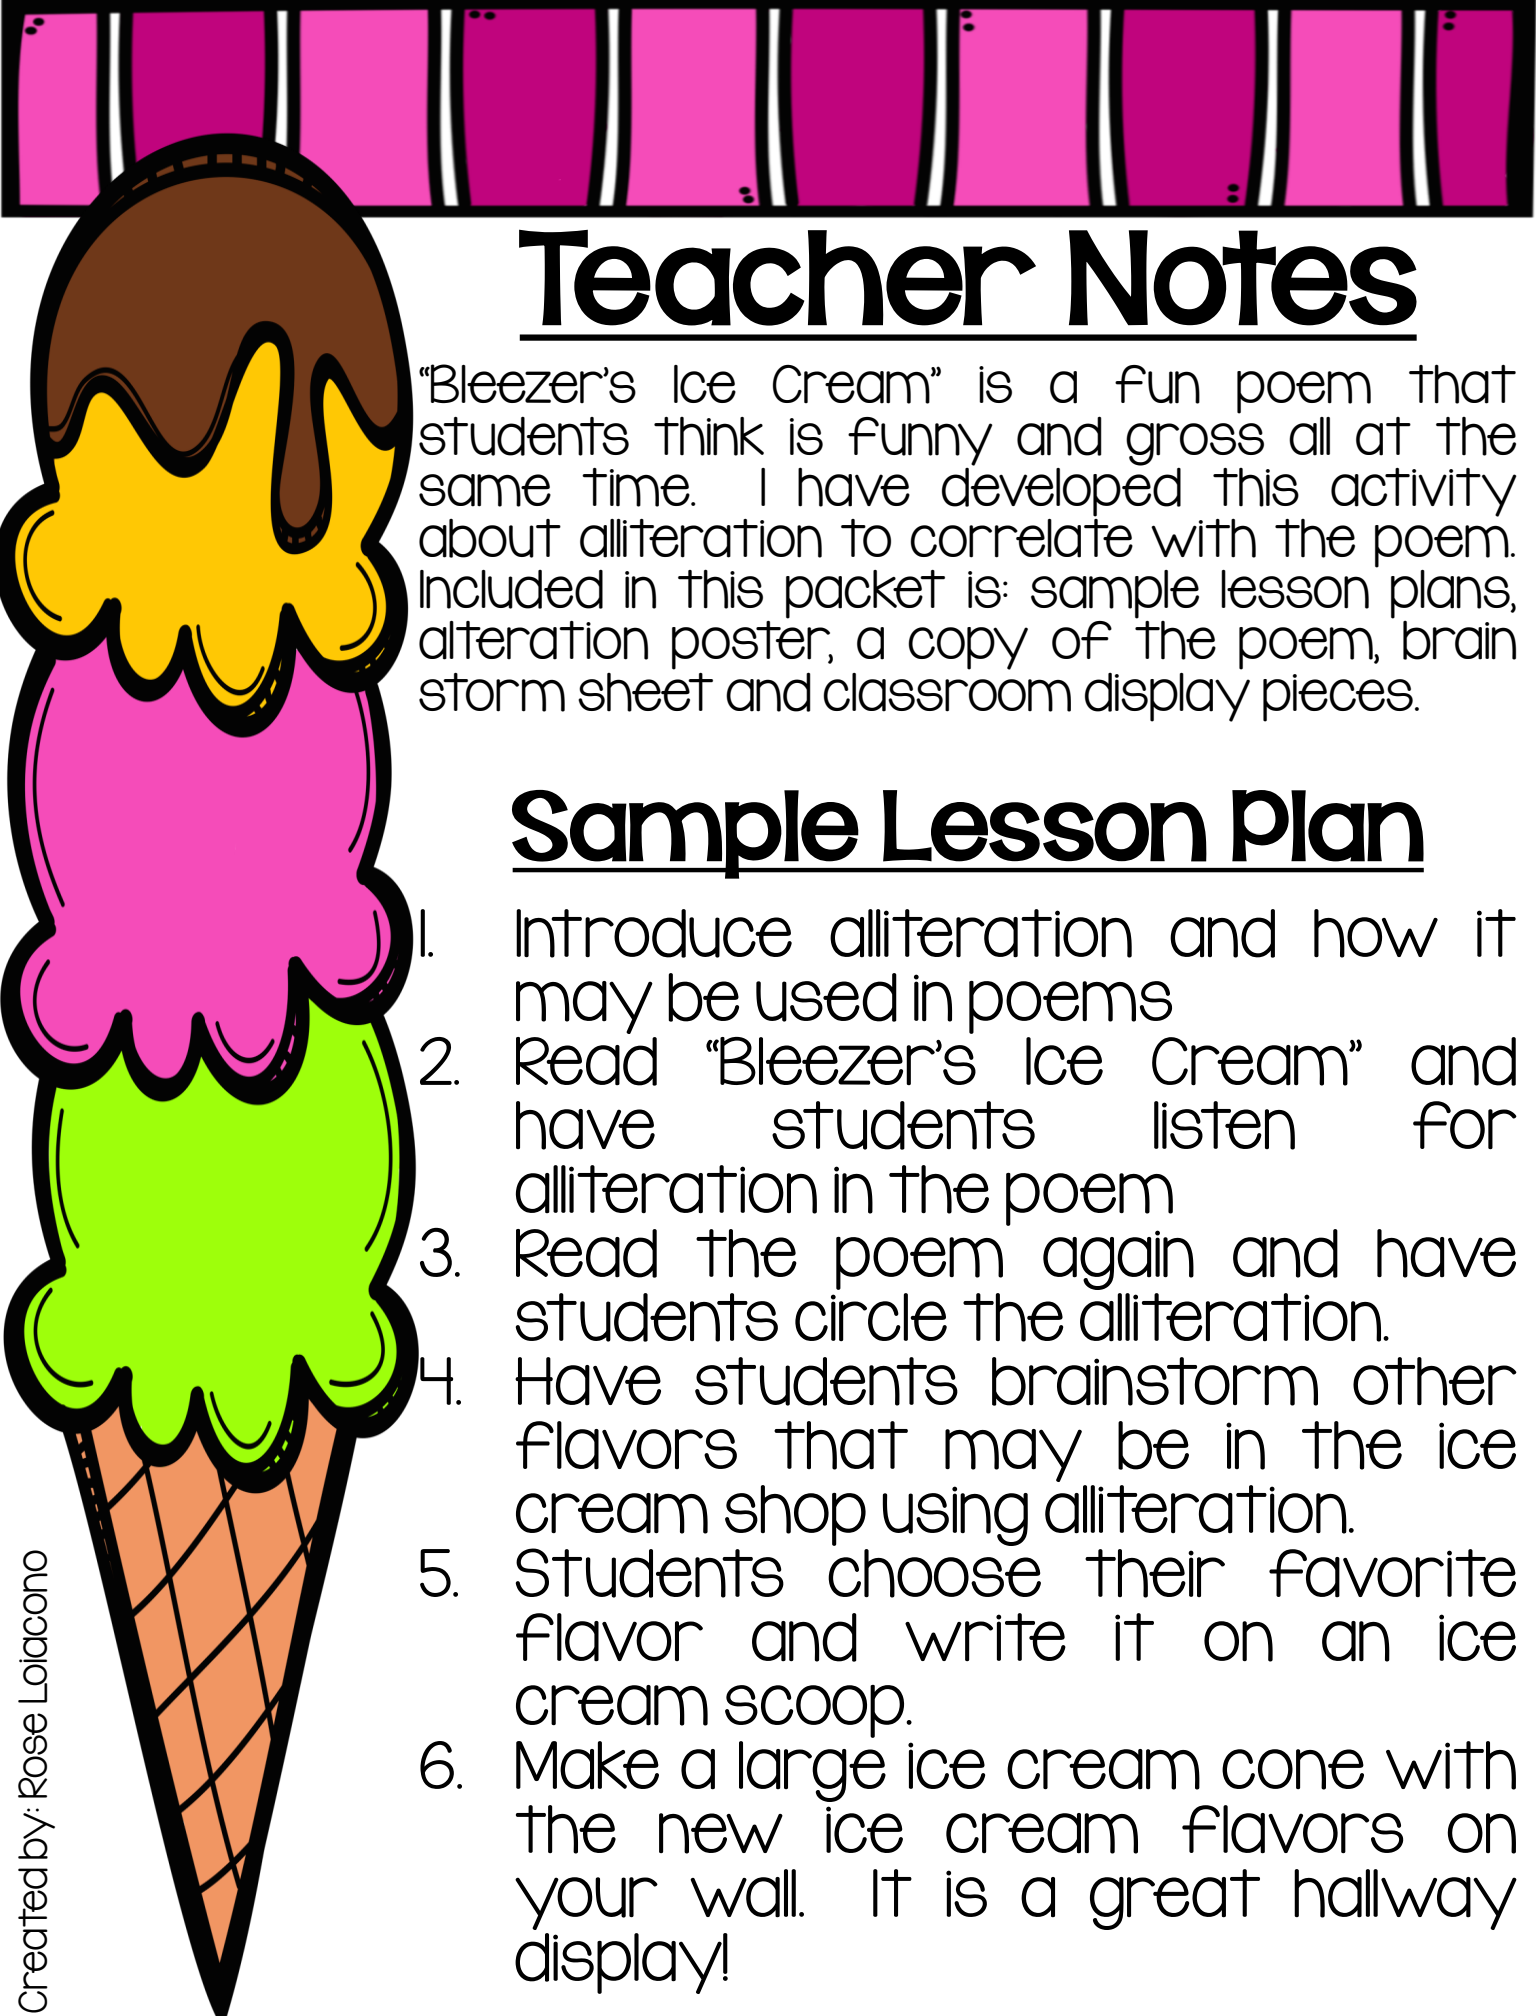 Teacher Notes
“Bleezer’s Ice Cream” is a fun poem that
students think is funny and gross all at the
same time. I have developed this activity
about alliteration to correlate with the poem.
Included in this packet is: sample lesson plans,
alteration poster, a copy of the poem, brain
storm sheet and classroom display pieces.
Sample Lesson Plan
1. Introduce alliteration and how it
may be used in poems
2. Read “Bleezer’s Ice Cream” and
have students listen for
alliteration in the poem
3. Read the poem again and have
students circle the alliteration.
4. Have students brainstorm other
flavors that may be in the ice
cream shop using alliteration.
5. Students choose their favorite
flavor and write it on an ice
cream scoop.
6. Make a large ice cream cone with
the new ice cream flavors on
your wall. It is a great hallway
display!
Created by: Rose Loiacono